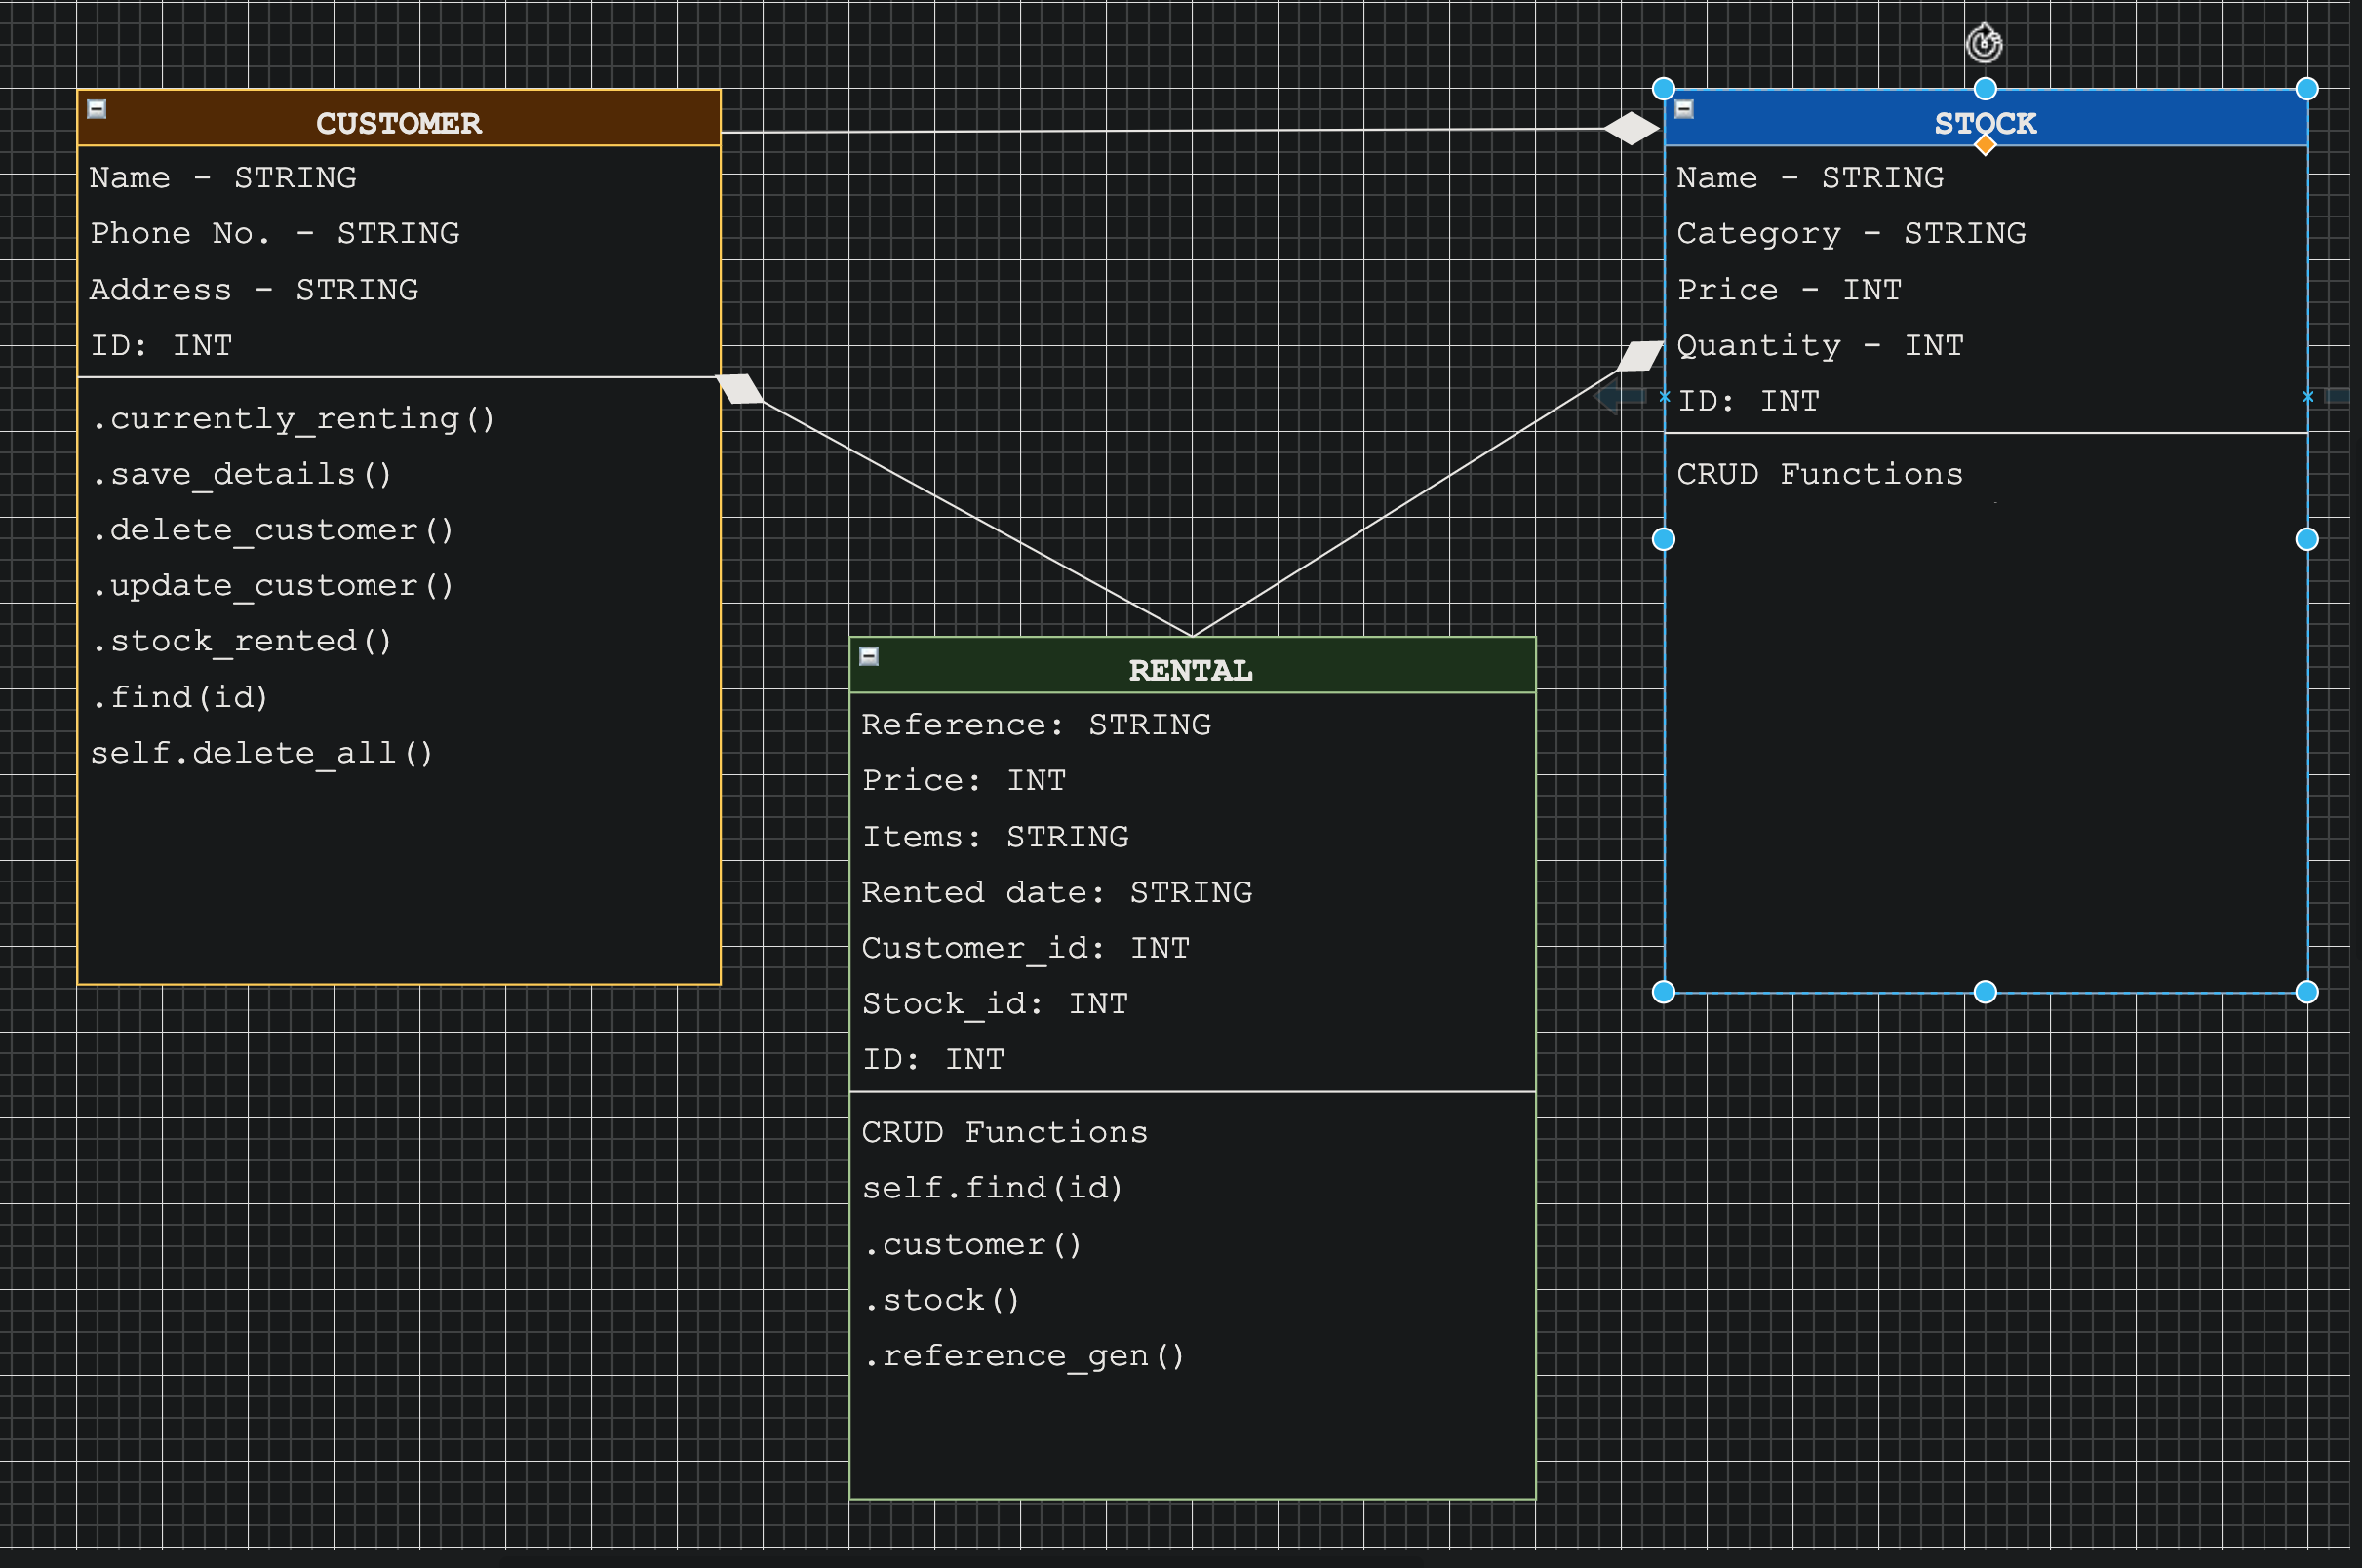 CUSTOMER
Name - STRING
Phone No. - STRING
Address - STRING
ID: INT
.currently_renting()
.save_details()
.delete_customer()
.update_customer()
.stock_rented()
.find(id)
self.delete_all()
STOCK
Name - STRING
Category - STRING
Price - INT
Quantity - INT
ID: INT
CRUD Functions
RENTAL
Reference: STRING
Price: INT
Items: STRING
Rented date: STRING
Customer_id: INT
Stock_id: INT
ID: INT
CRUD Functions
self.find(id)
.customer()
.stock()
.reference_gen()